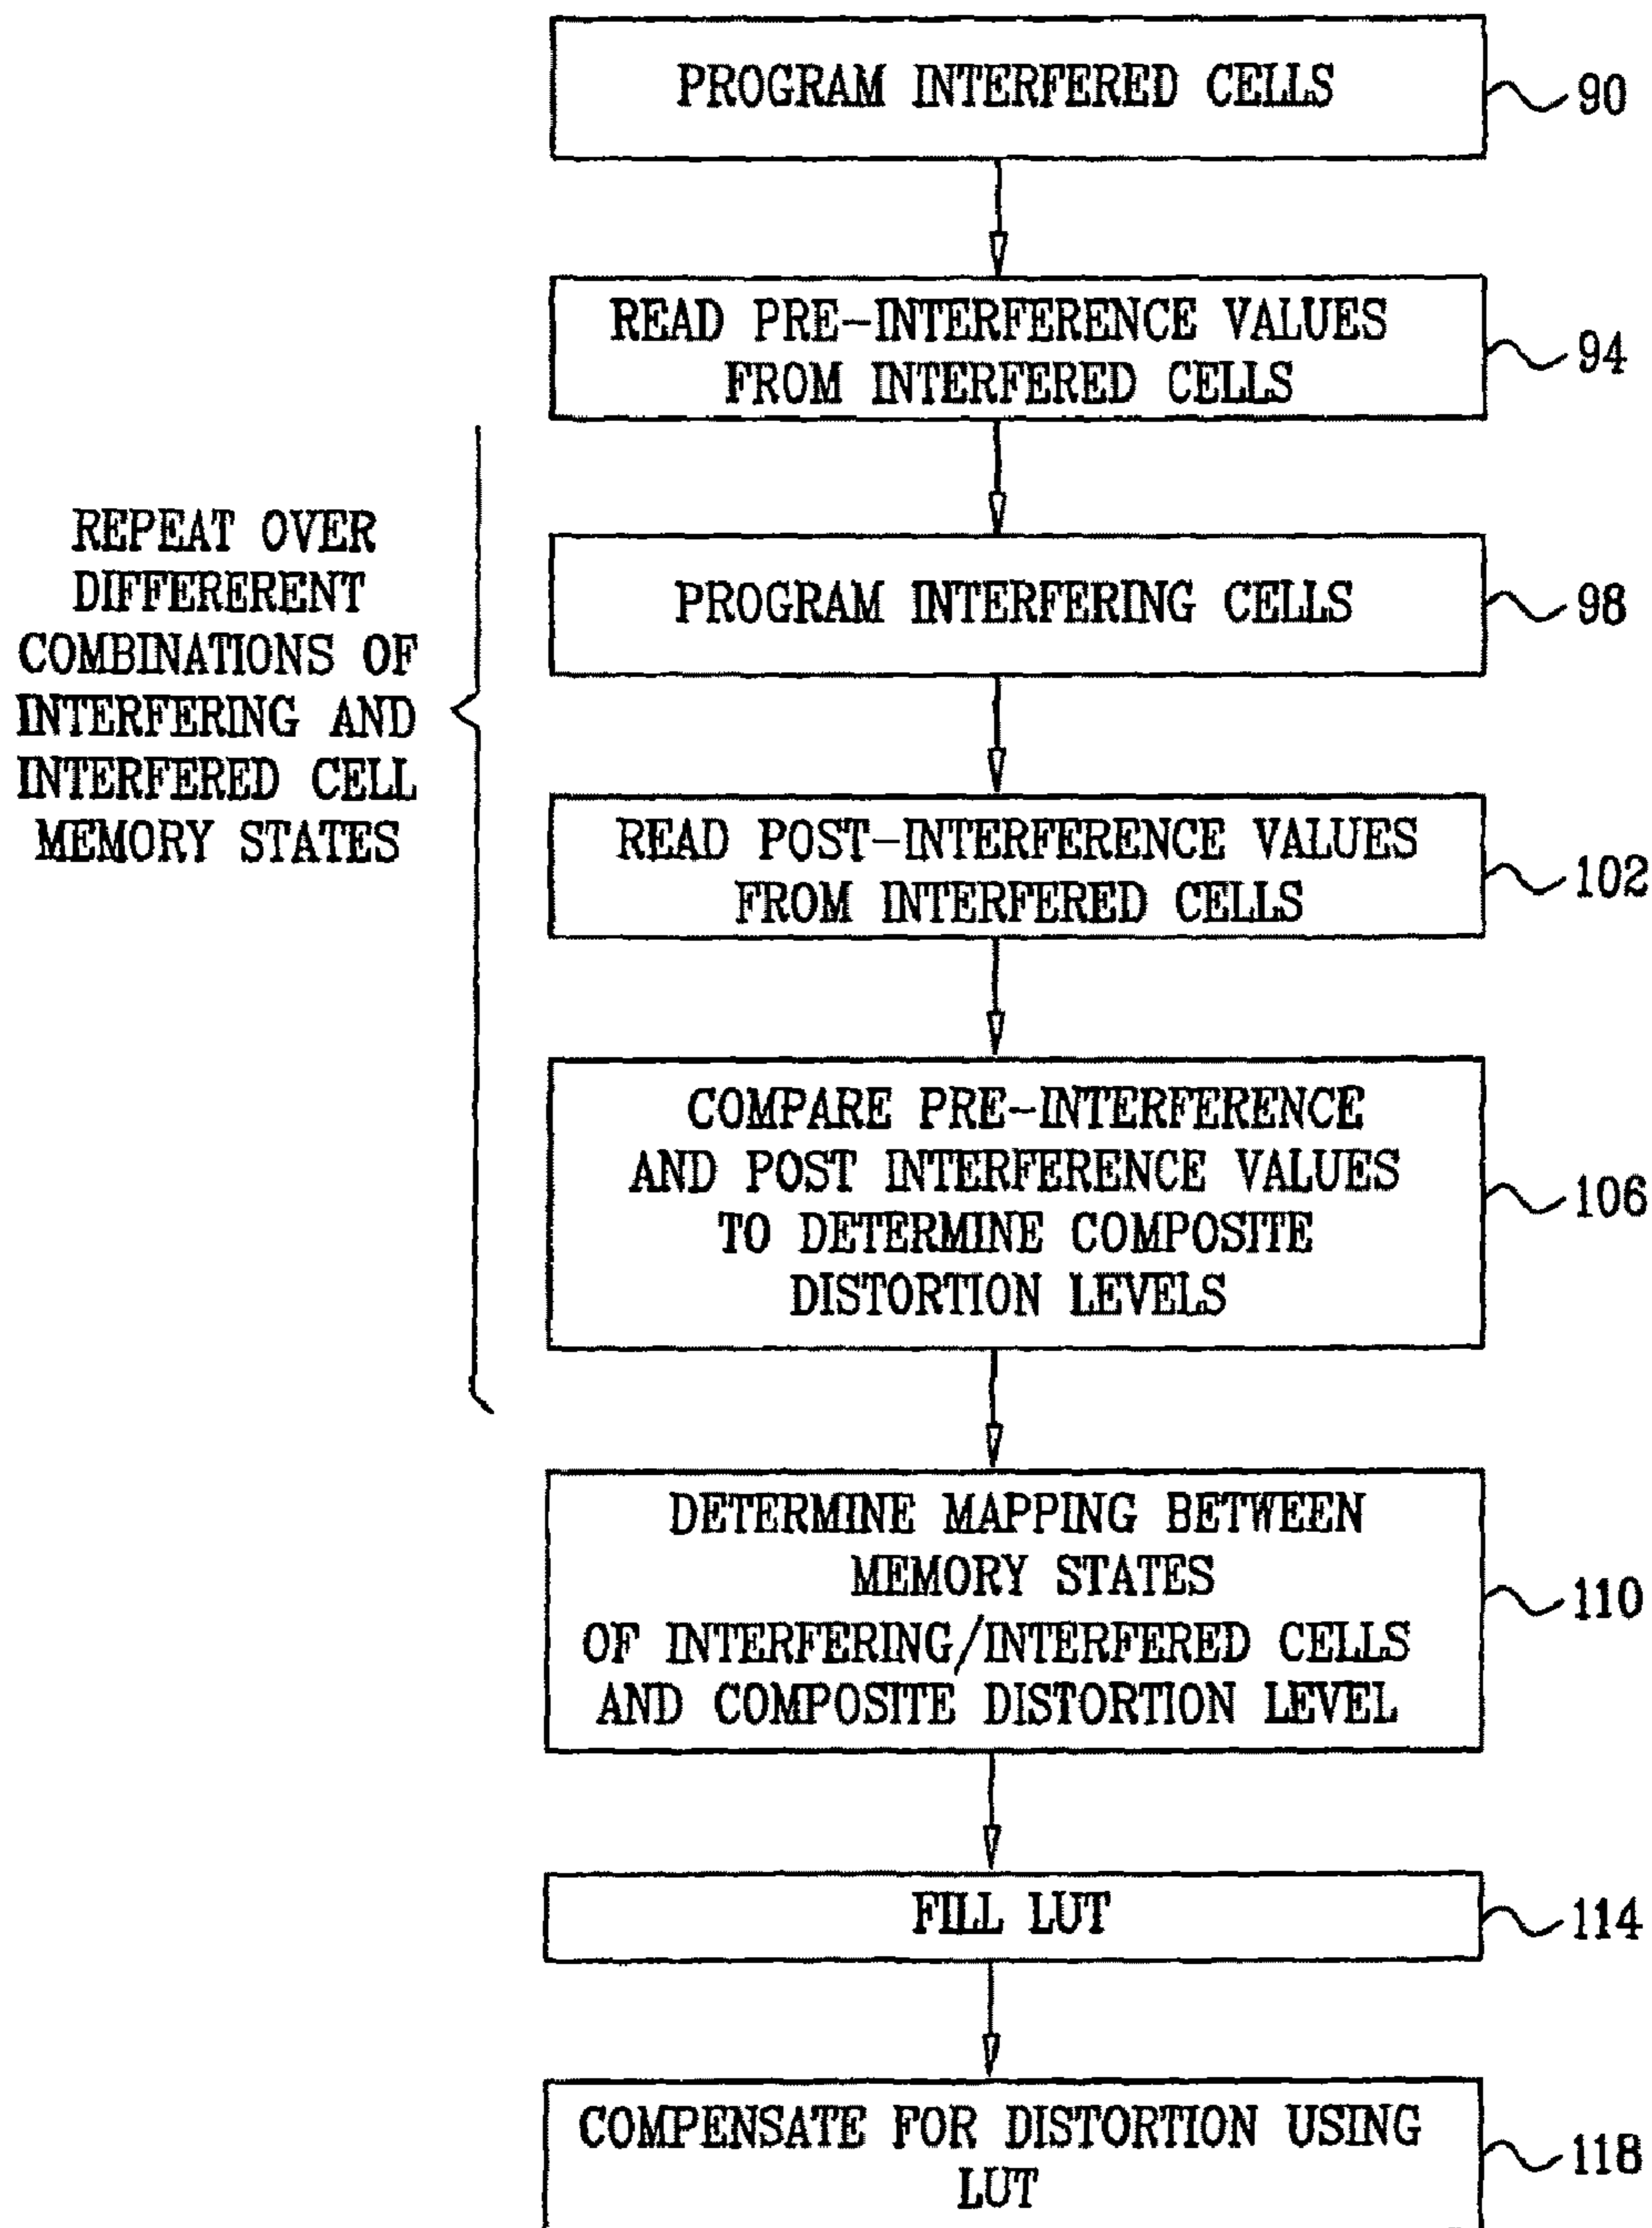 PROGRAM INTERFERED CELLS
90
READ PRE-INTERFERENCE VALUES
FROM INTERFERED CELLS
94
REPEAT OVER
DIFFERERENT
COMBINATIONS OF
INTERFERING AND
INTERFERED CELL
MEMORY STATES
PROGRAM INTERFERING CELLS
98
READ POST-INTERFERENCE VALUES
FROM INTERFERED CELLS
102
COMPARE PRE-INTERFERENCE
AND POST INTERFERENCE VALUES
TO DETERMINE COMPOSITE
DISTORTION LEVELS
106
DETERMINE MAPPING BETWEEN
MEMORY STATES
OF INTERFERING/INTERFERED CELLS
AND COMPOSITE DISTORTION LEVEL
110
FILL LUT
114
COMPENSATE FOR DISTORTION USING
LUT
118